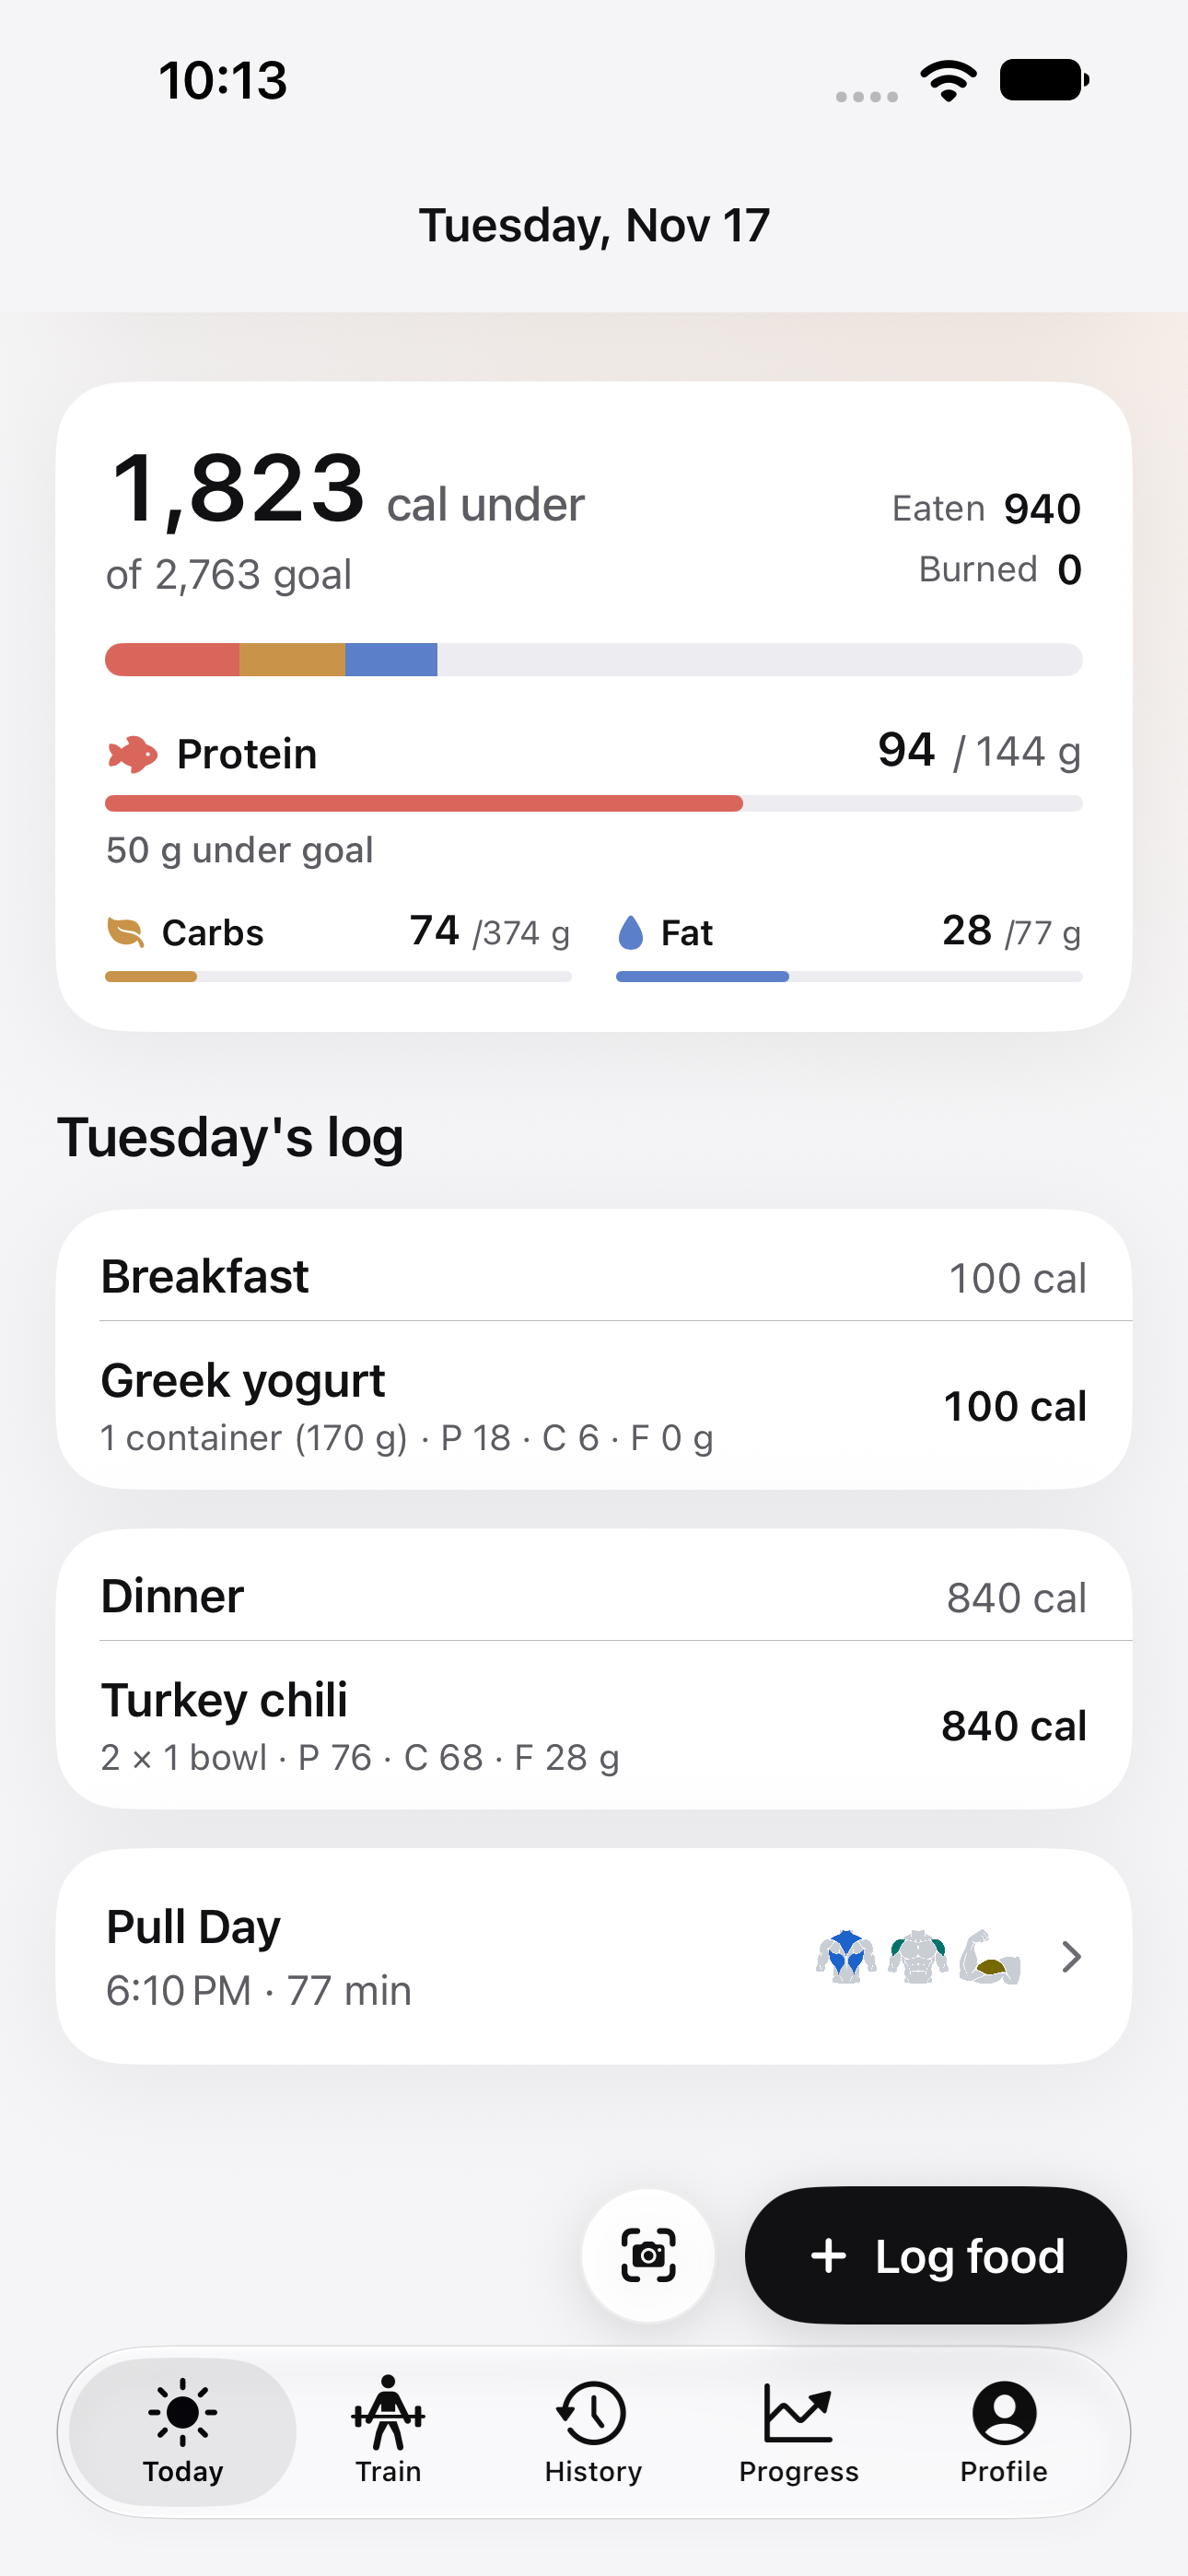 10:13
Tuesday, Nov 17
1,823 cal under
of 2,763 goal
Eaten 940
Burned 0
Protein 94 / 144 g
50 g under goal
Carbs 74 /374 g
Fat 28 /77 g
Tuesday's log
Breakfast 100 cal
Greek yogurt
1 container (170 g) · P 18 · C 6 · F 0 g
100 cal
Dinner 840 cal
Turkey chili
2 × 1 bowl · P 76 · C 68 · F 28 g
840 cal
Pull Day
6:10 PM · 77 min
+ Log food
Today
Train
History
Progress
Profile